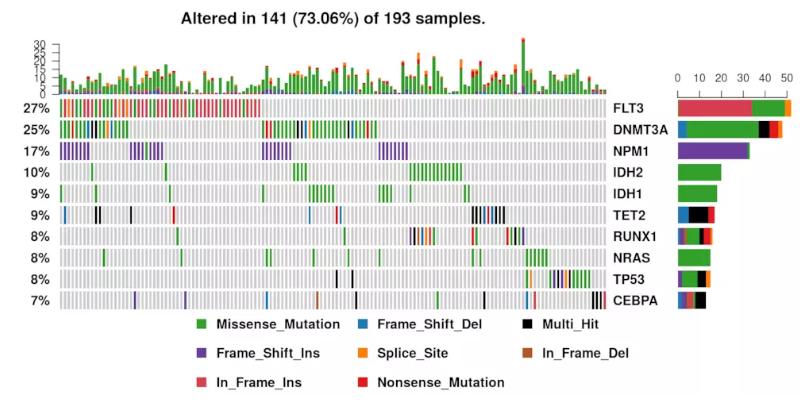 Altered in 141 (73.06%) of 193 samples.
30
25
20
15
10
5
0
0 10 20 30 40 50
27% FLT3
25% DNMT3A
17% NPM1
10% IDH2
9% IDH1
9% TET2
8% RUNX1
8% NRAS
8% TP53
7% CEBPA
Missense_Mutation Frame_Shift_Del Multi_Hit
Frame_Shift_Ins Splice_Site In_Frame_Del
In_Frame_Ins Nonsense_Mutation